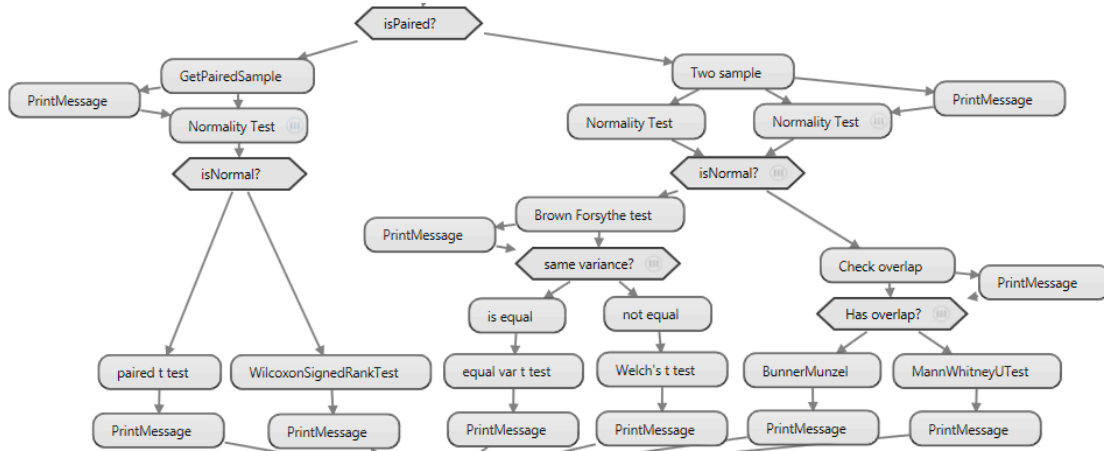 isPaired?
GetPairedSample
Two sample
PrintMessage
PrintMessage
Normality Test
Normality Test
Normality Test
isNormal?
isNormal?
Brown Forsythe test
PrintMessage
same variance?
Check overlap
PrintMessage
is equal
not equal
Has overlap?
paired t test
WilcoxonSignedRankTest
equal var t test
Welch's t test
BunnerMunzel
MannWhitneyUTest
PrintMessage
PrintMessage
PrintMessage
PrintMessage
PrintMessage
PrintMessage